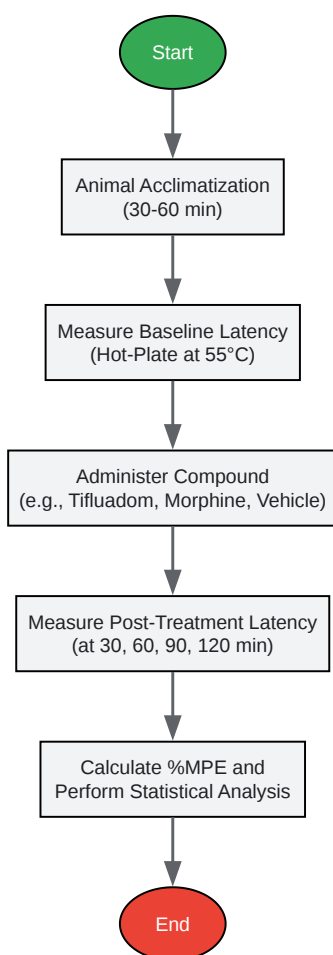 Start
Animal Acclimatization
(30-60 min)
Measure Baseline Latency
(Hot-Plate at 55°C)
Administer Compound
(e.g., Tifluadom, Morphine, Vehicle)
Measure Post-Treatment Latency
(at 30, 60, 90, 120 min)
Calculate %MPE and
Perform Statistical Analysis
End